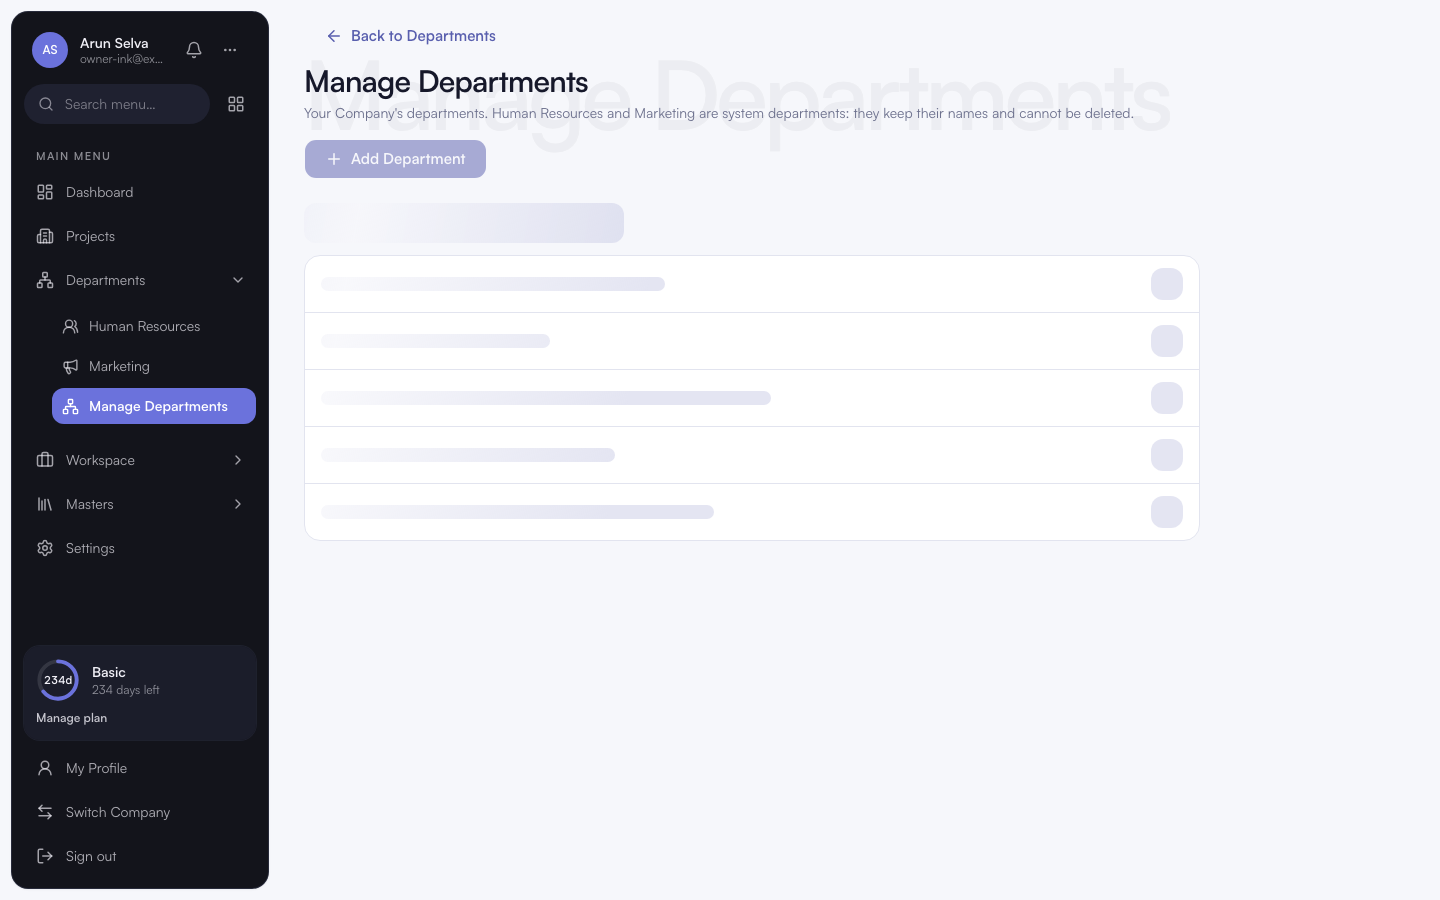 AS
Arun Selva
owner-ink@ex...
Search menu...
MAIN MENU
Dashboard
Projects
Departments
Human Resources
Marketing
Manage Departments
Workspace
Masters
Settings
234d
Basic
234 days left
Manage plan
My Profile
Switch Company
Sign out
Back to Departments
Manage Departments
Manage Departments
Your Company's departments. Human Resources and Marketing are system departments: they keep their names and cannot be deleted.
Add Department